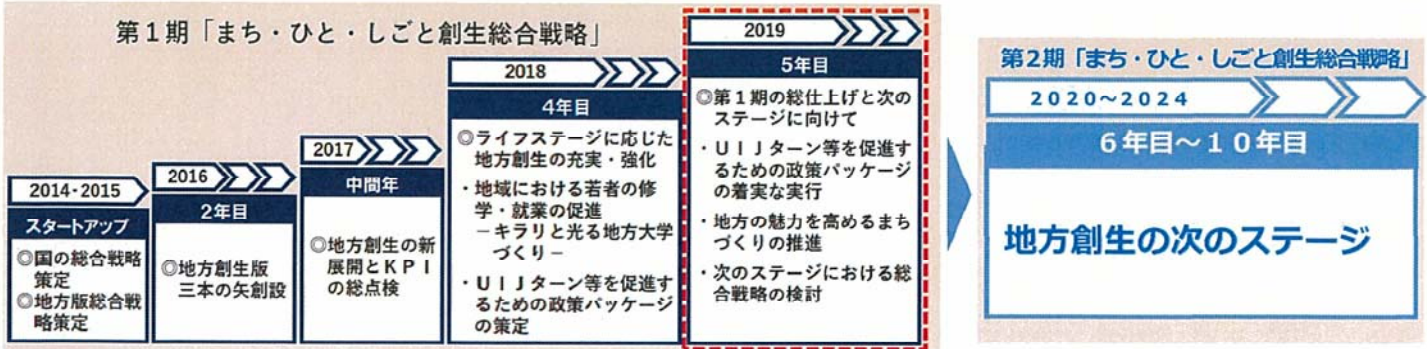 第１期「まち・ひと・しごと創生総合戦略」
2014・2015
スタートアップ
◎国の総合戦略
策定
◎地方版総合戦
略策定
2016
2年目
◎地方創生版
三本の矢創設
2017
中間年
◎地方創生の新
展開とＫＰＩ
の総点検
2018
4年目
◎ライフステージに応じた
地方創生の充実・強化
・地域における若者の修
学・就業の促進
－キラリと光る地方大学
づくり－
・ＵＩＪターン等を促進す
るための政策パッケージ
の策定
2019
5年目
◎第１期の総仕上げと次の
ステージに向けて
・ＵＩＪターン等を促進す
るための政策パッケージ
の着実な実行
・地方の魅力を高めるまち
づくりの推進
・次のステージにおける総
合戦略の検討
第２期「まち・ひと・しごと創生総合戦略」
２０２０～２０２４
６年目～１０年目
地方創生の次のステージ